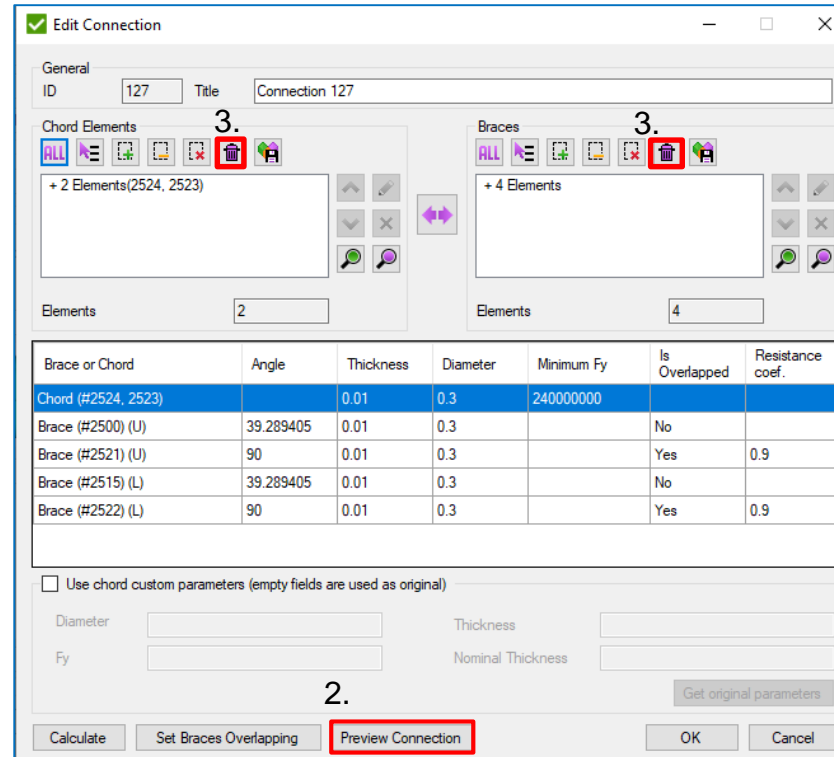 Edit Connection
General
ID 127 Title Connection 127
3. 3.
Chord Elements Braces
ALL ALL
+ 2 Elements(2524, 2523) + 4 Elements
Elements 2 Elements 4
Brace or Chord Angle Thickness Diameter Minimum Fy Is Overlapped Resistance coef.
Chord (#2524, 2523) 0.01 0.3 240000000
Brace (#2500) (U) 39.289405 0.01 0.3 No
Brace (#2521) (U) 90 0.01 0.3 Yes 0.9
Brace (#2515) (L) 39.289405 0.01 0.3 No
Brace (#2522) (L) 90 0.01 0.3 Yes 0.9
Use chord custom parameters (empty fields are used as original)
Diameter Thickness
Fy Nominal Thickness
Get original parameters
2.
Calculate Set Braces Overlapping Preview Connection OK Cancel